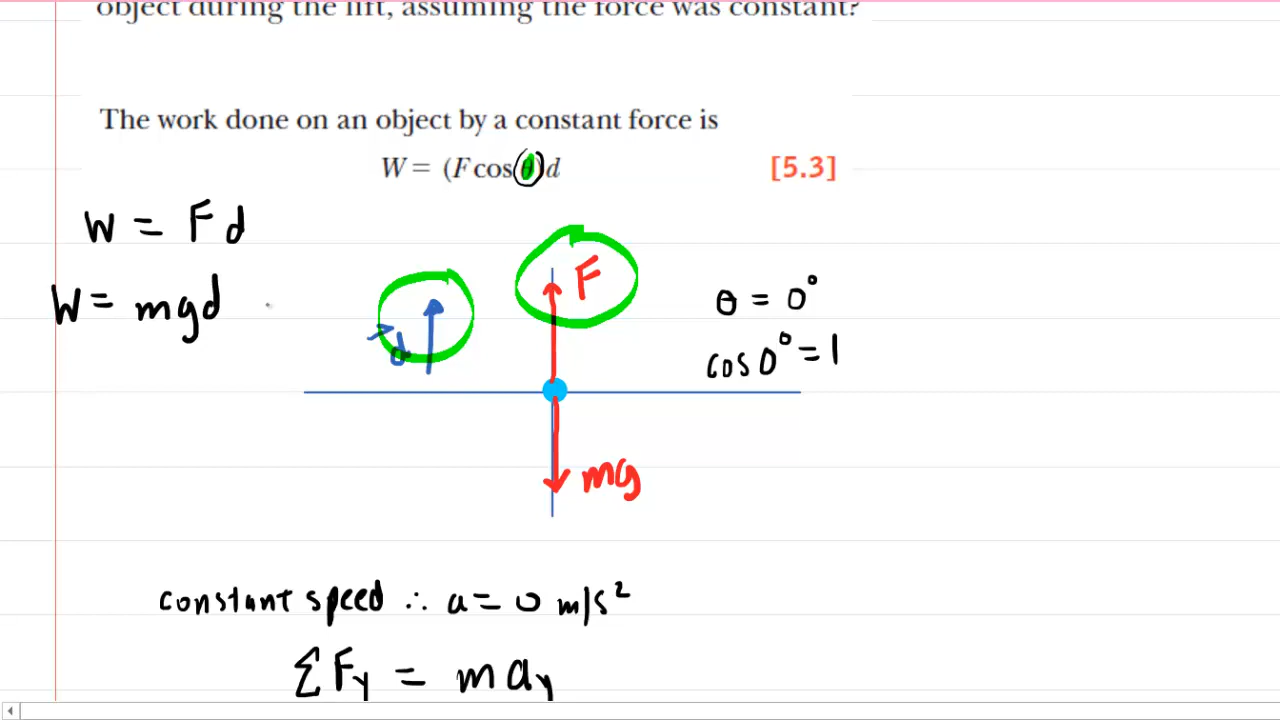 object during the lift, assuming the force was constant?
The work done on an object by a constant force is
W = (F cos θ)d [5.3]
W = Fd
W = mgd
d
F
θ = 0°
cos 0° = 1
mg
constant speed ∴ a = 0 m/s²
ΣFy = may